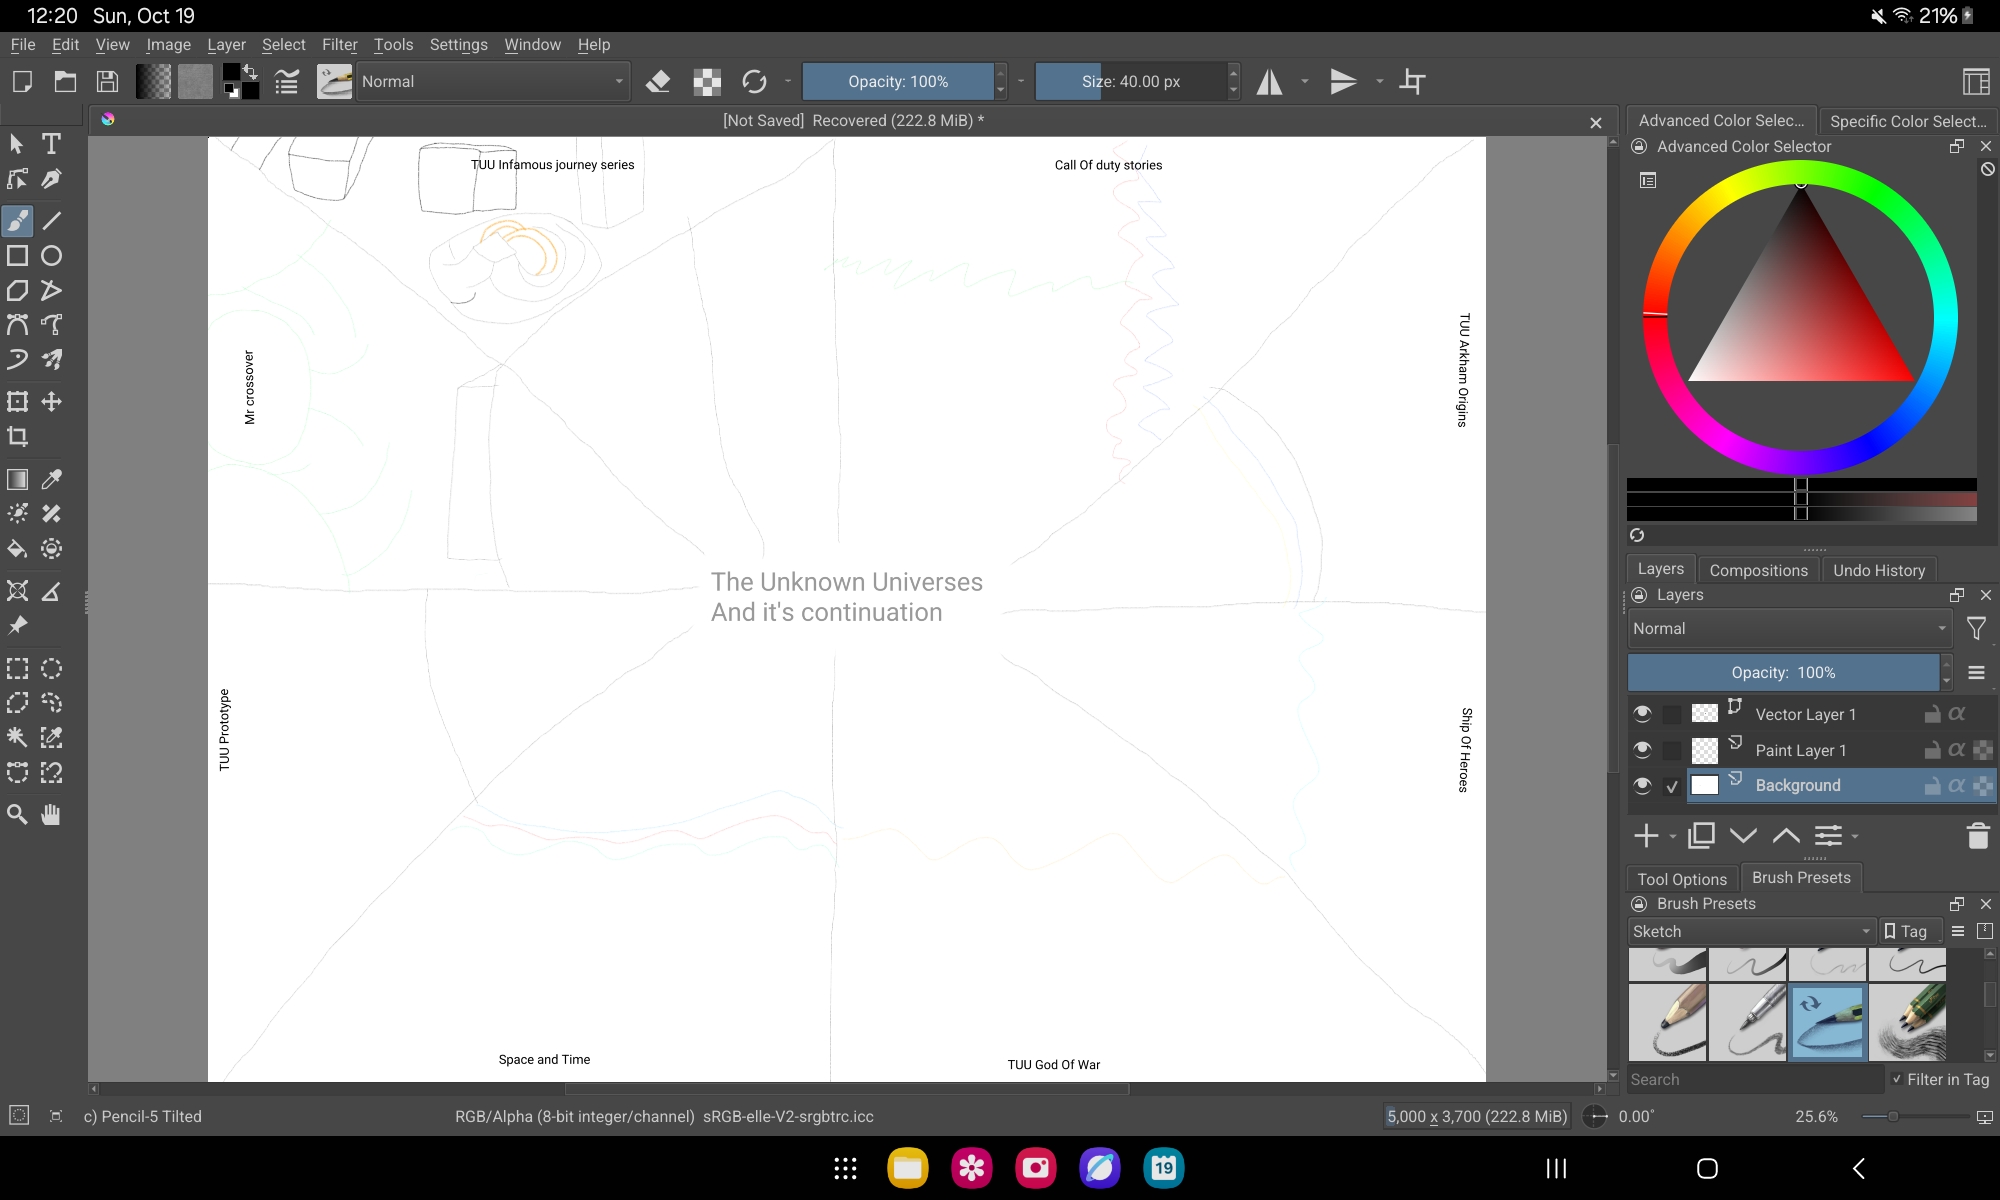 12:20 Sun, Oct 19
21%
File Edit View Image Layer Select Filter Tools Settings Window Help
Normal
Opacity: 100%
Size: 40.00 px
[Not Saved] Recovered (222.8 MiB) *
Advanced Color Selec...
Specific Color Select...
Advanced Color Selector
TUU Infamous journey series
Call Of duty stories
Mr crossover
TUU Arkham Origins
The Unknown Universes
And it's continuation
TUU Prototype
Ship Of Heroes
Space and Time
TUU God Of War
Layers Compositions Undo History
Layers
Normal
Opacity: 100%
Vector Layer 1
Paint Layer 1
Background
Tool Options Brush Presets
Brush Presets
Sketch
Tag
Search
Filter in Tag
c) Pencil-5 Tilted
RGB/Alpha (8-bit integer/channel) sRGB-elle-V2-srgbtrc.icc
5,000 x 3,700 (222.8 MiB)
0.00°
25.6%
19